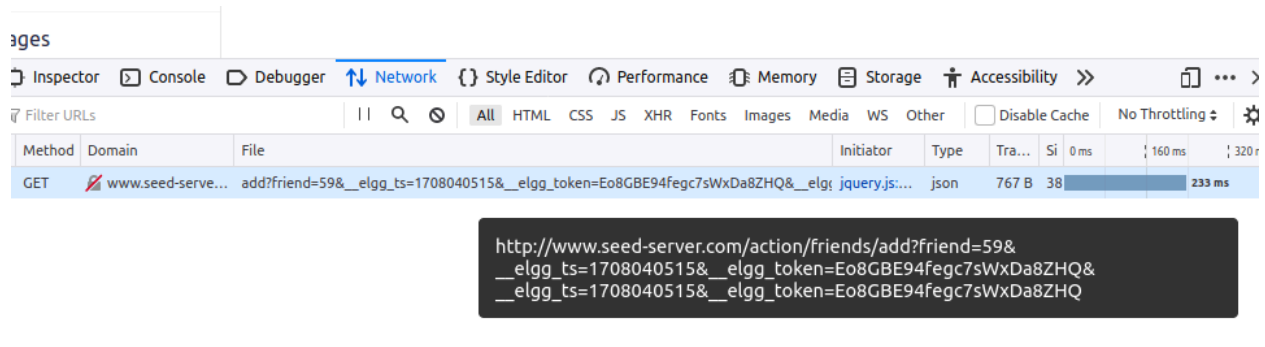 ages
Inspector Console Debugger Network Style Editor Performance Memory Storage Accessibility
Filter URLs All HTML CSS JS XHR Fonts Images Media WS Other Disable Cache No Throttling
Method Domain File Initiator Type Tra... Si 0 ms 160 ms 320 
GET www.seed-serve... add?friend=59&__elgg_ts=1708040515&__elgg_token=Eo8GBE94fegc7sWxDa8ZHQ&__elg jquery.js:... json 767 B 38 233 ms
http://www.seed-server.com/action/friends/add?friend=59&
__elgg_ts=1708040515&__elgg_token=Eo8GBE94fegc7sWxDa8ZHQ&
__elgg_ts=1708040515&__elgg_token=Eo8GBE94fegc7sWxDa8ZHQ